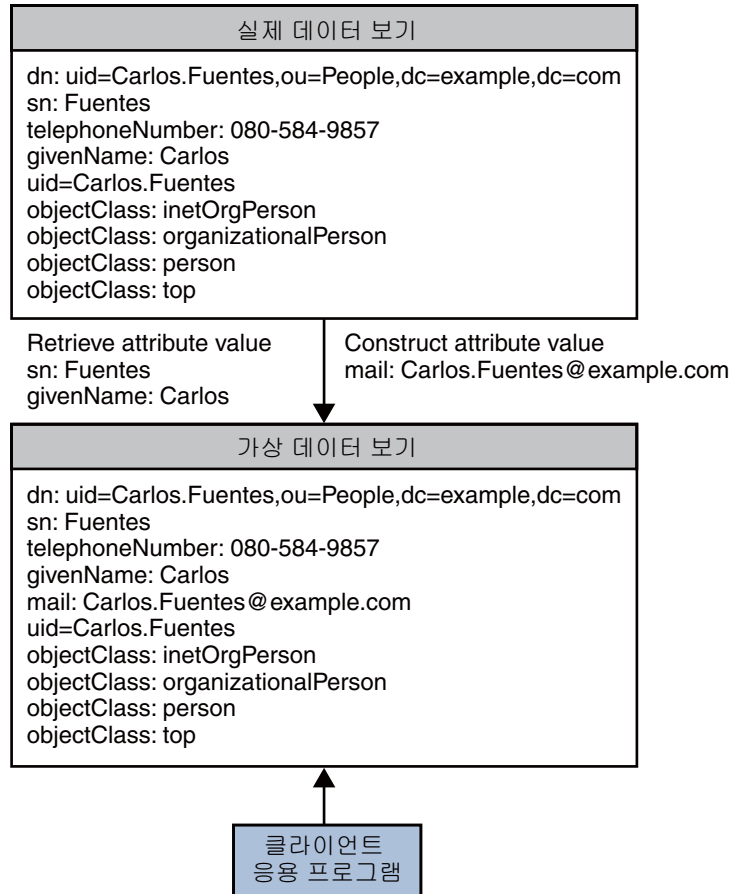 실제 데이터 보기
dn: uid=Carlos.Fuentes,ou=People,dc=example,dc=com
sn: Fuentes
telephoneNumber: 080-584-9857
givenName: Carlos
uid=Carlos.Fuentes
objectClass: inetOrgPerson
objectClass: organizationalPerson
objectClass: person
objectClass: top
Retrieve attribute value
sn: Fuentes
givenName: Carlos
Construct attribute value
mail: Carlos.Fuentes@example.com
가상 데이터 보기
dn: uid=Carlos.Fuentes,ou=People,dc=example,dc=com
sn: Fuentes
telephoneNumber: 080-584-9857
givenName: Carlos
mail: Carlos.Fuentes@example.com
uid=Carlos.Fuentes
objectClass: inetOrgPerson
objectClass: organizationalPerson
objectClass: person
objectClass: top
클라이언트
응용 프로그램